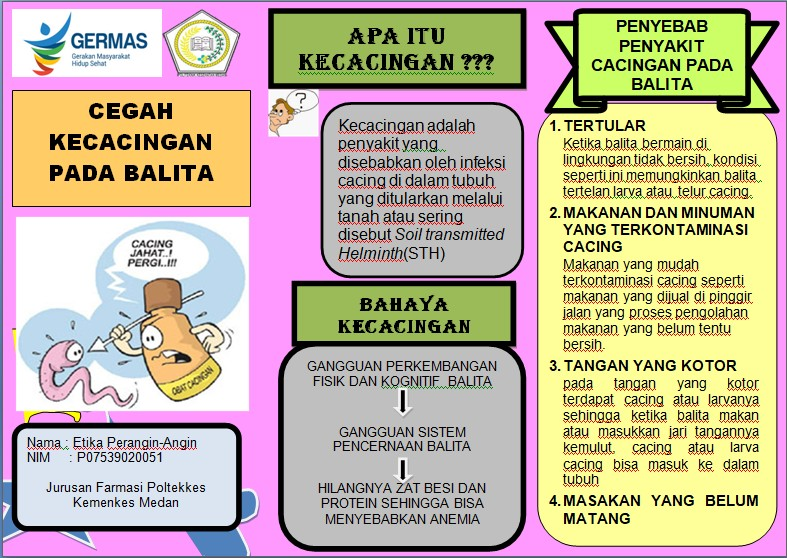 GERMAS
Gerakan Masyarakat
Hidup Sehat
CEGAH
KECACINGAN
PADA BALITA
CACING
JAHAT..!
PERGI..!!!
OBAT CACINGAN
Nama : Etika Perangin-Angin
NIM : P07539020051
Jurusan Farmasi Poltekkes
Kemenkes Medan
APA ITU
KECACINGAN ???
?
Kecacingan adalah
penyakit yang
disebabkan oleh infeksi
cacing di dalam tubuh
yang ditularkan melalui
tanah atau sering
disebut Soil transmitted
Helminth(STH)
BAHAYA
KECACINGAN
GANGGUAN PERKEMBANGAN
FISIK DAN KOGNITIF BALITA
GANGGUAN SISTEM
PENCERNAAN BALITA
HILANGNYA ZAT BESI DAN
PROTEIN SEHINGGA BISA
MENYEBABKAN ANEMIA
PENYEBAB
PENYAKIT
CACINGAN PADA
BALITA
1. TERTULAR
Ketika balita bermain di
lingkungan tidak bersih, kondisi
seperti ini memungkinkan balita
tertelan larva atau telur cacing.
2. MAKANAN DAN MINUMAN
YANG TERKONTAMINASI
CACING
Makanan yang mudah
terkontaminasi cacing seperti
makanan yang dijual di pinggir
jalan yang proses pengolahan
makanan yang belum tentu
bersih.
3. TANGAN YANG KOTOR
pada tangan yang kotor
terdapat cacing atau larvanya
sehingga ketika balita makan
atau masukkan jari tangannya
kemulut. cacing atau larva
cacing bisa masuk ke dalam
tubuh
4. MASAKAN YANG BELUM
MATANG